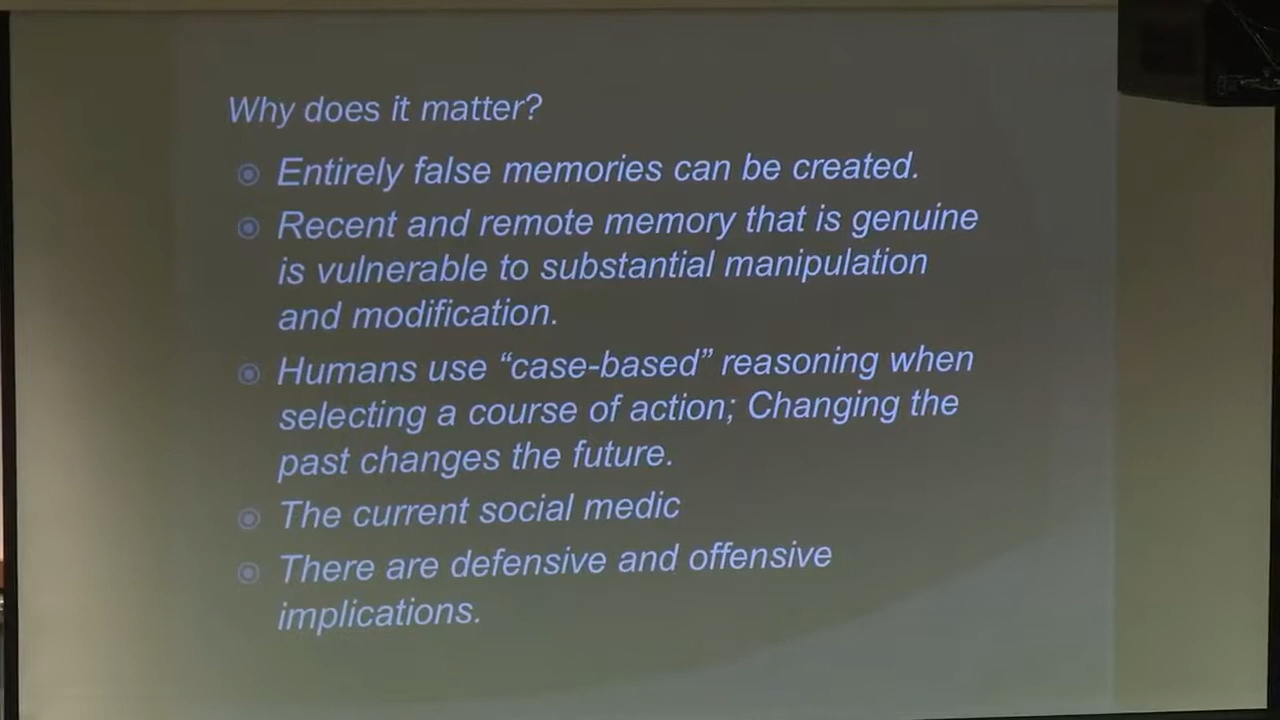 Why does it matter?
Entirely false memories can be created.
Recent and remote memory that is genuine
is vulnerable to substantial manipulation
and modification.
Humans use “case-based” reasoning when
selecting a course of action; Changing the
past changes the future.
The current social medic
There are defensive and offensive
implications.